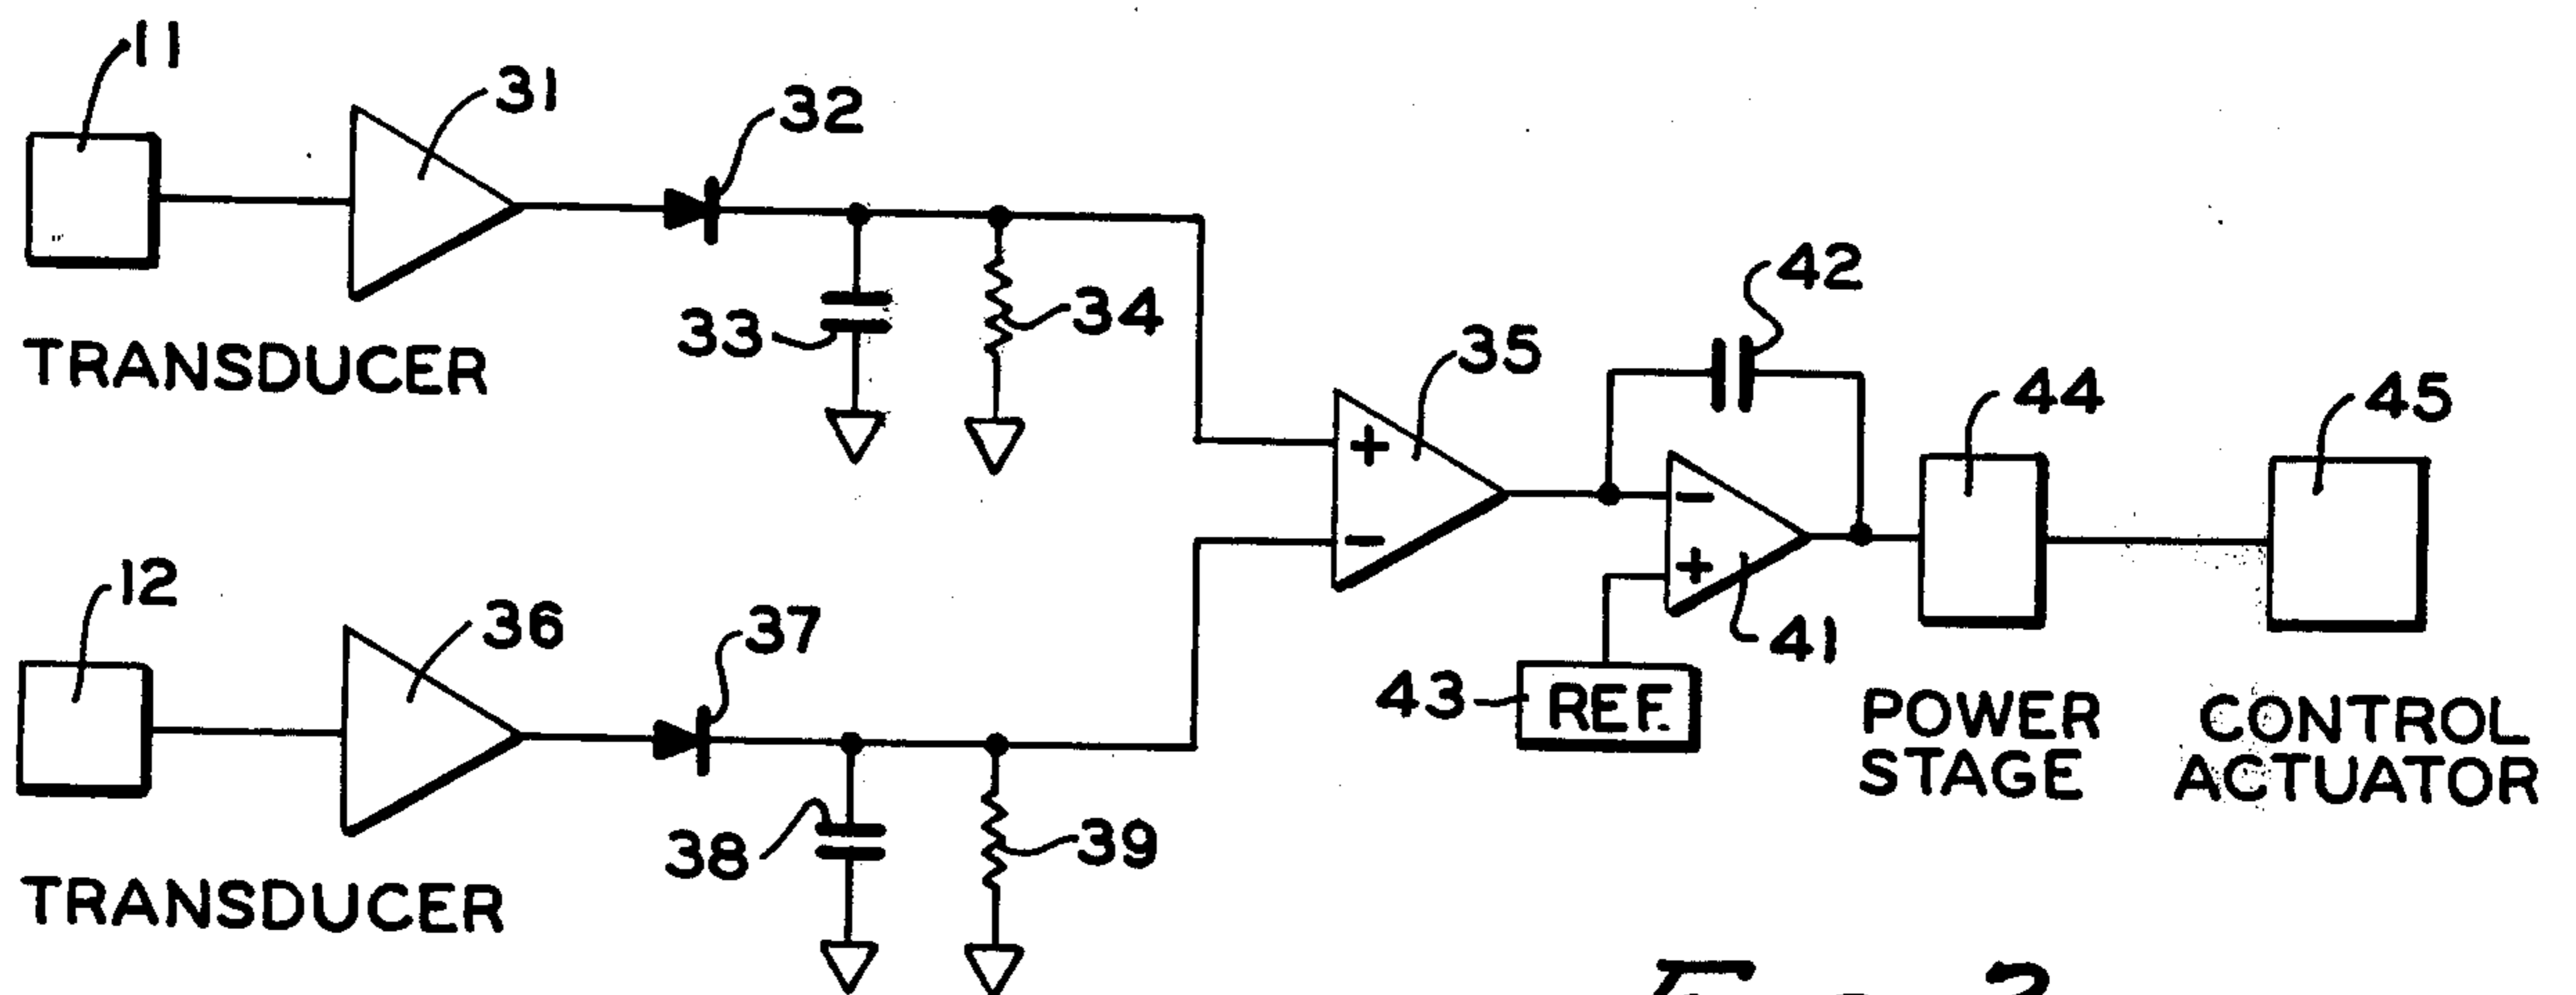 11
31
32
33
34
TRANSDUCER
35
+
-
42
-
+
41
43
REF.
44
POWER
STAGE
45
CONTROL
ACTUATOR
12
36
37
38
39
TRANSDUCER